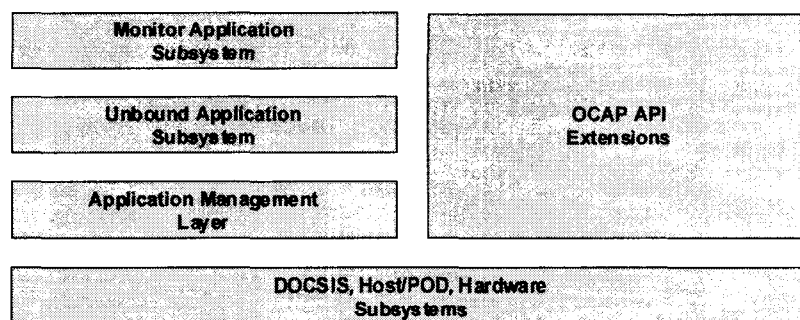 Monitor Application
Subsystem
Unbound Application
Subsystem
Application Management
Layer
OCAP API
Extensions
DOCSIS, Host/POD, Hardware
Subsystems